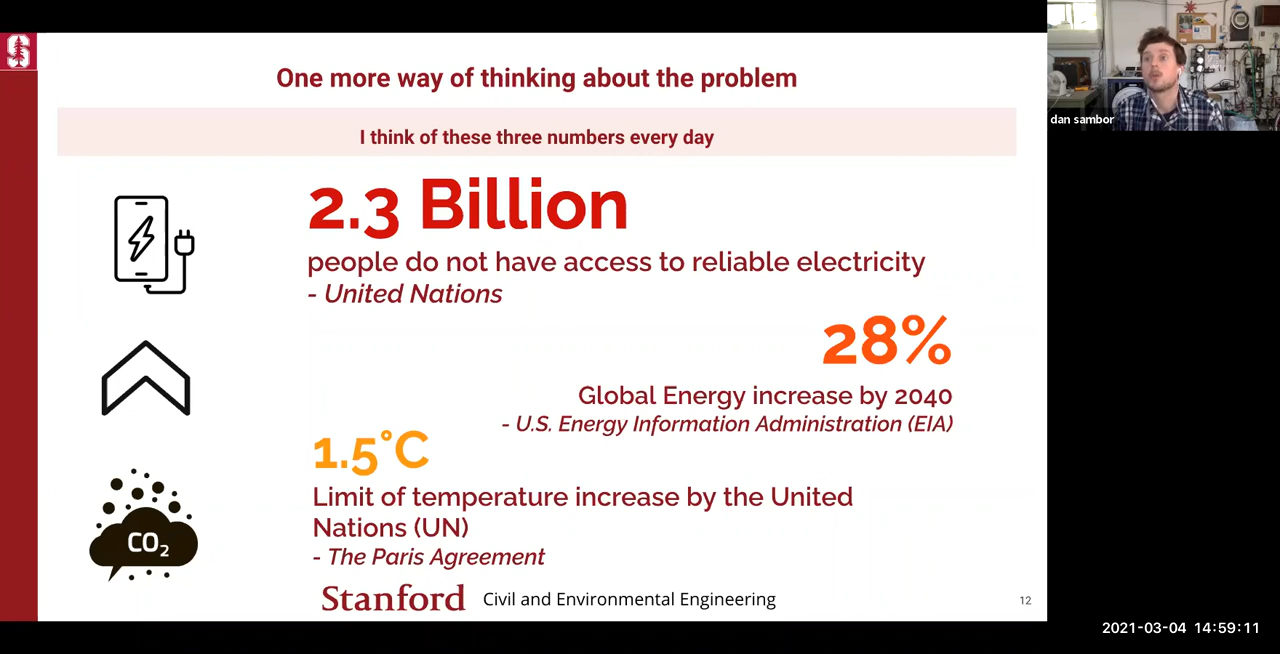 One more way of thinking about the problem
I think of these three numbers every day
2.3 Billion
people do not have access to reliable electricity
- United Nations
28%
Global Energy increase by 2040
- U.S. Energy Information Administration (EIA)
1.5°C
Limit of temperature increase by the United
Nations (UN)
- The Paris Agreement
CO₂
Stanford Civil and Environmental Engineering
12
dan sambor
2021-03-04 14:59:11
S